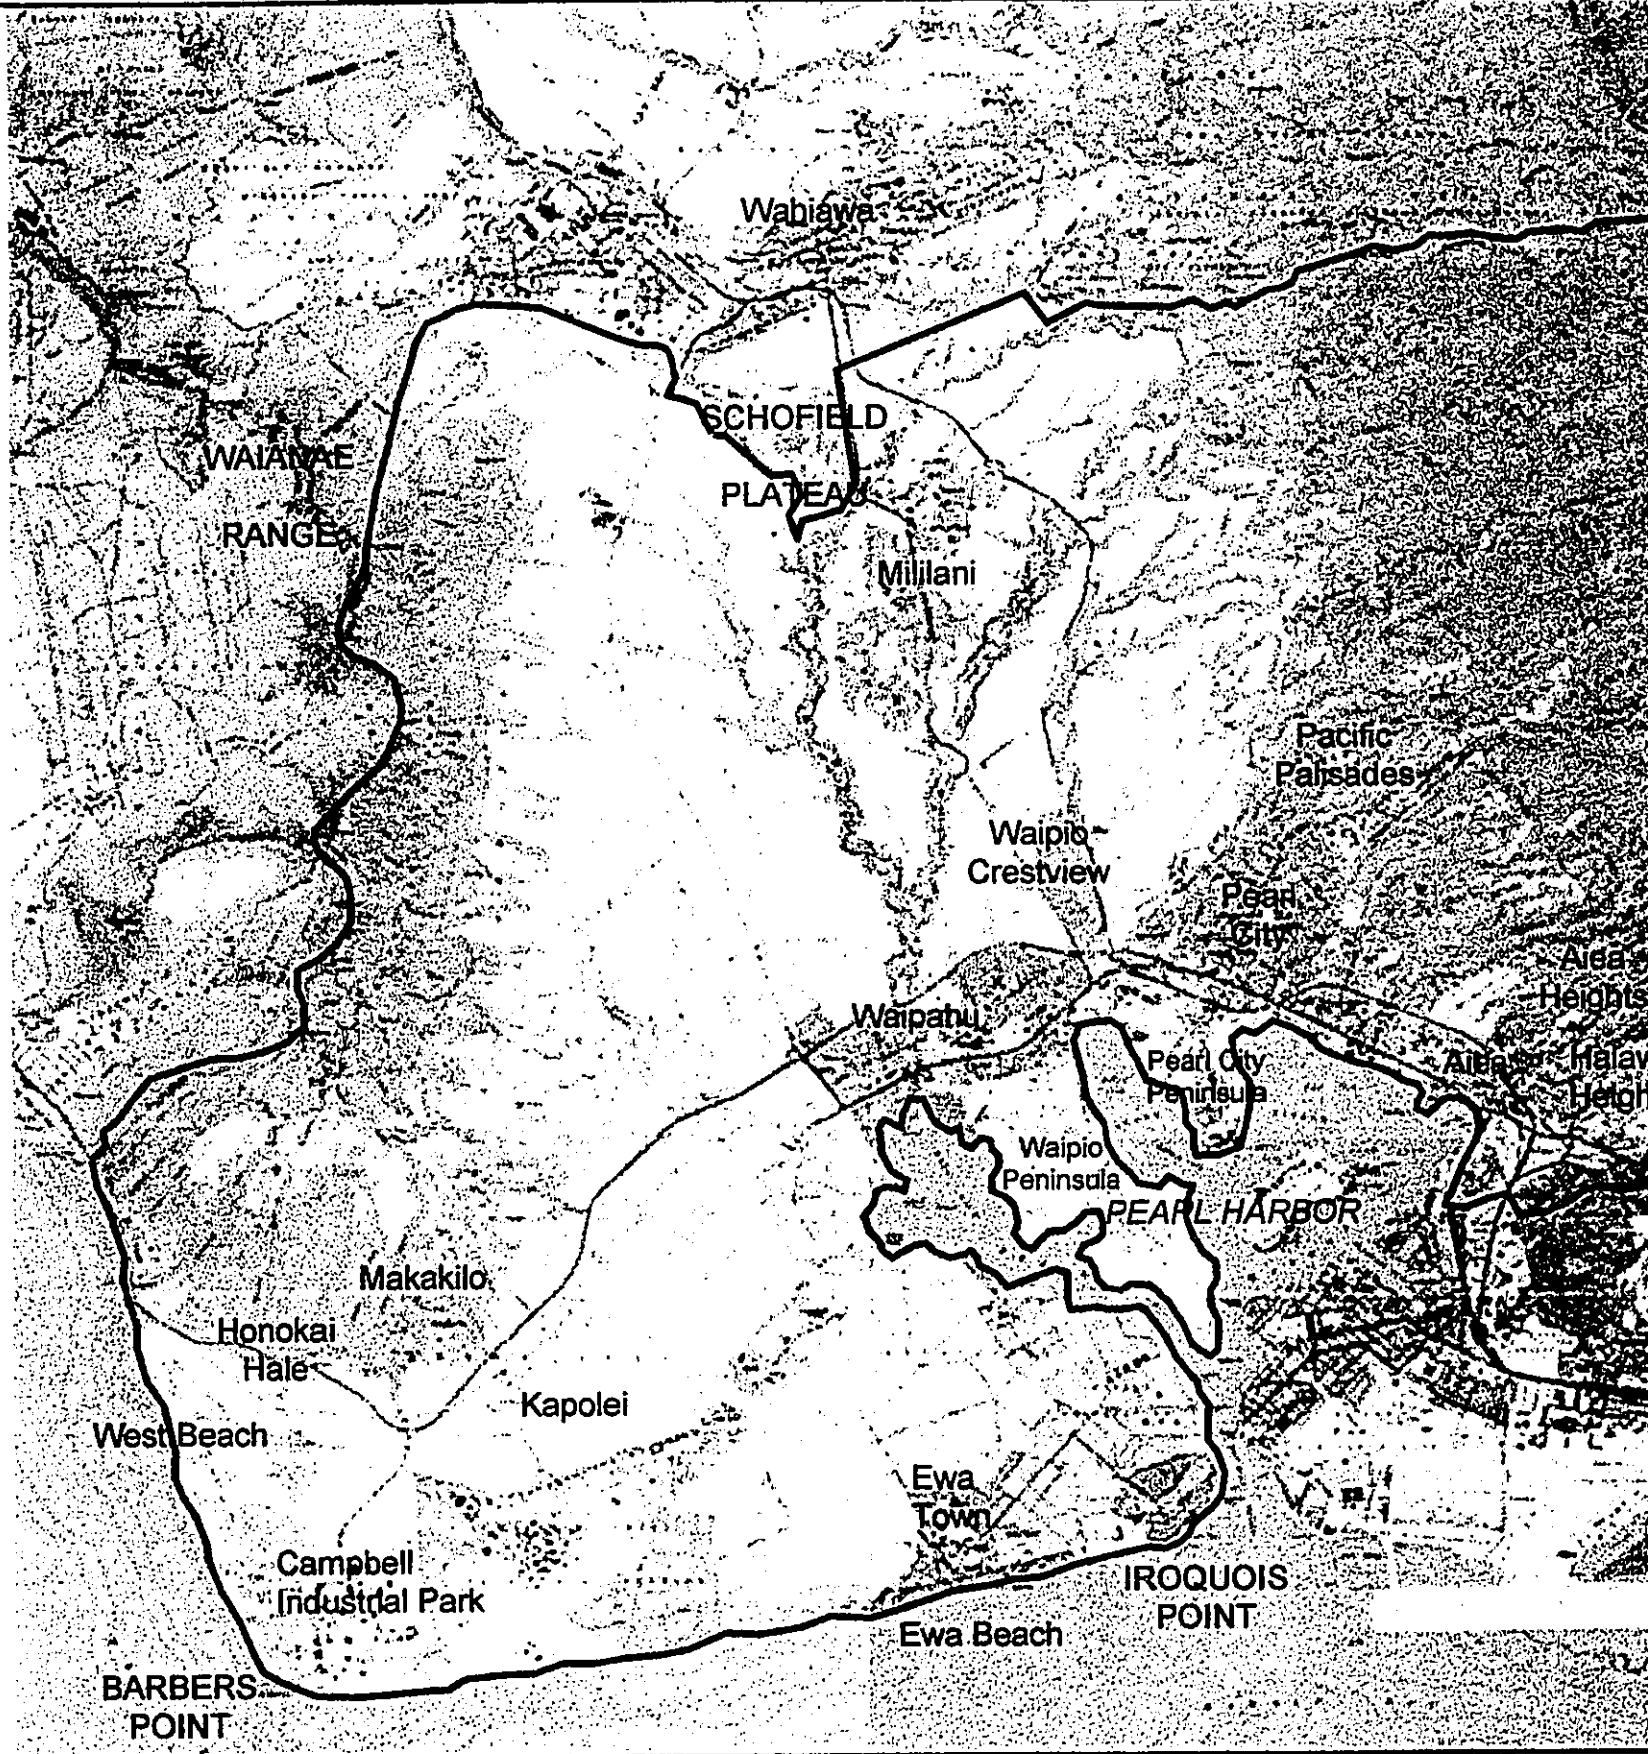 Wahiawa
SCHOFIELD
PLATEAU
WAIANAE
RANGE
Mililani
Pacific
Palisades
Waipio
Crestview
Pearl
City
Aiea
Heights
Waipahu
Pearl City
Peninsula
Aiea
Halaw
Heigh
Waipio
Peninsula
PEARL HARBOR
Makakilo
Honokai
Hale
Kapolei
West Beach
Ewa
Town
Campbell
Industrial Park
IROQUOIS
POINT
Ewa Beach
BARBERS
POINT